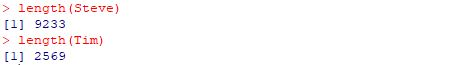 > length(Steve)
[1] 9233
> length(Tim)
[1] 2569